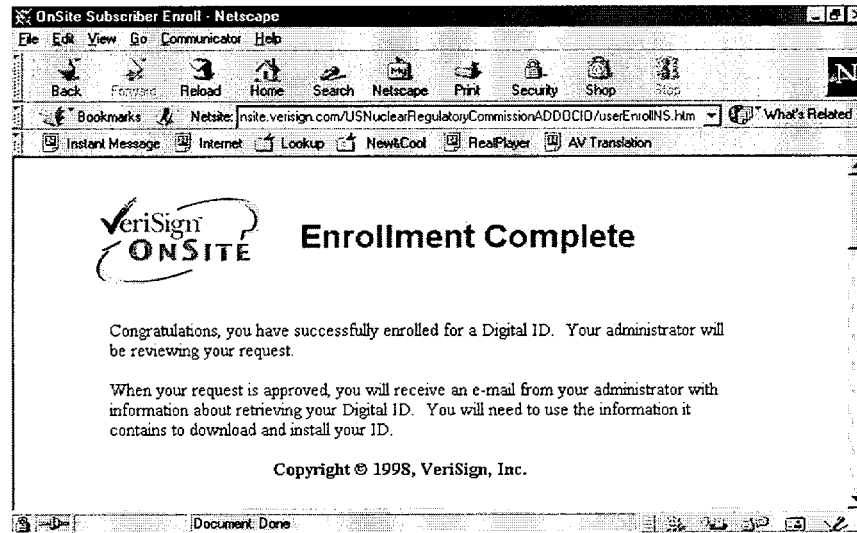 OnSite Subscriber Enroll - Netscape
File Edit View Go Communicator Help
Back Forward Reload Home Search Netscape Print Security Shop Stop
Bookmarks Netsite: nsite.verisign.com/USNuclearRegulatoryCommissionADDOCID/userEnrollNS.htm What's Related
Instant Message Internet Lookup New&Cool RealPlayer AV Translation
VeriSign
ONSITE
Enrollment Complete
Congratulations, you have successfully enrolled for a Digital ID. Your administrator will
be reviewing your request.
When your request is approved, you will receive an e-mail from your administrator with
information about retrieving your Digital ID. You will need to use the information it
contains to download and install your ID.
Copyright © 1998, VeriSign, Inc.
Document: Done